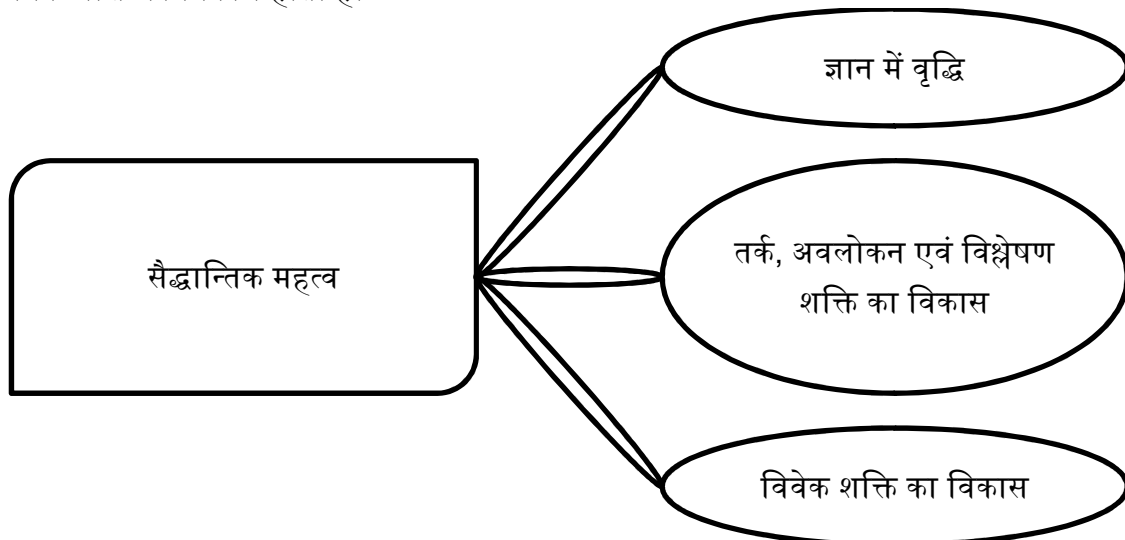 सैद्धान्तिक महत्व
ज्ञान में वृद्धि
तर्क, अवलोकन एवं विश्लेषण
शक्ति का विकास
विवेक शक्ति का विकास